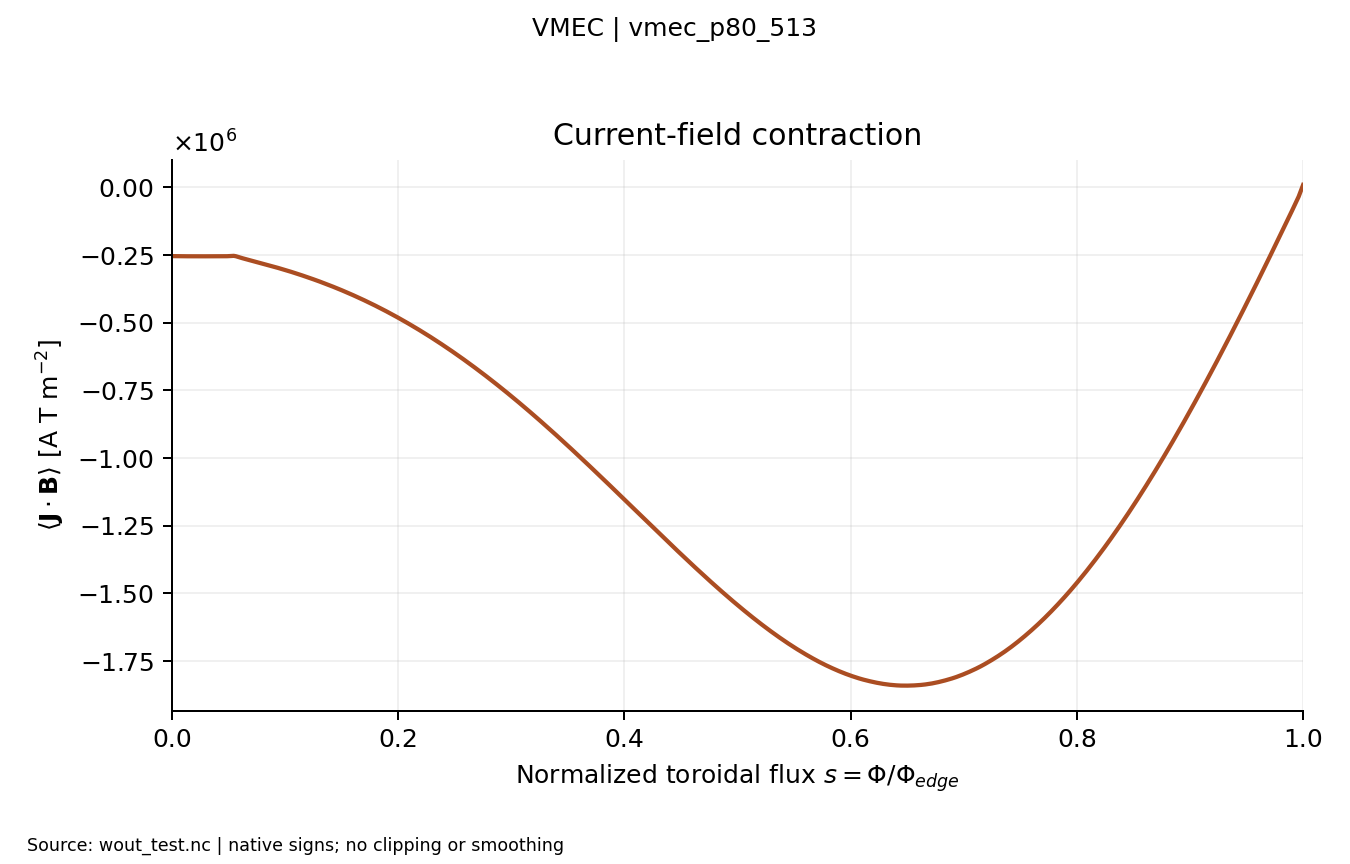 VMEC | vmec_p80_513
Current-field contraction
×10⁶
0.00
−0.25
−0.50
−0.75
−1.00
−1.25
−1.50
−1.75
⟨J · B⟩ [A T m⁻²]
0.0 0.2 0.4 0.6 0.8 1.0
Normalized toroidal flux s = Φ/Φ_edge
Source: wout_test.nc | native signs; no clipping or smoothing